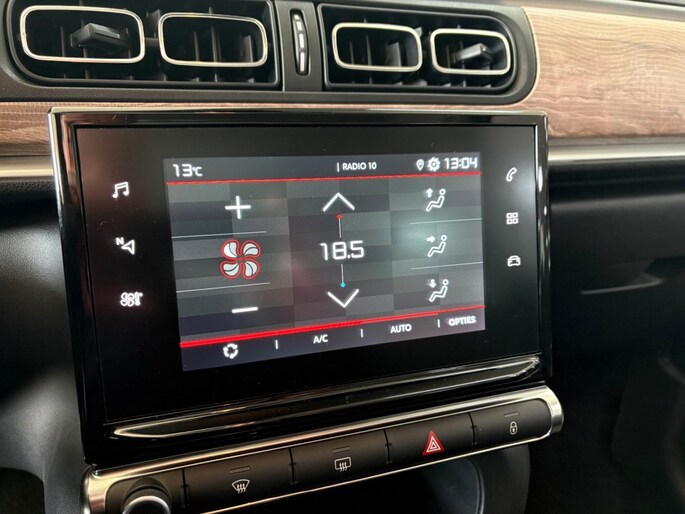 13°C | RADIO 10 13:04
N
18.5
| A/C | AUTO | OPTIES